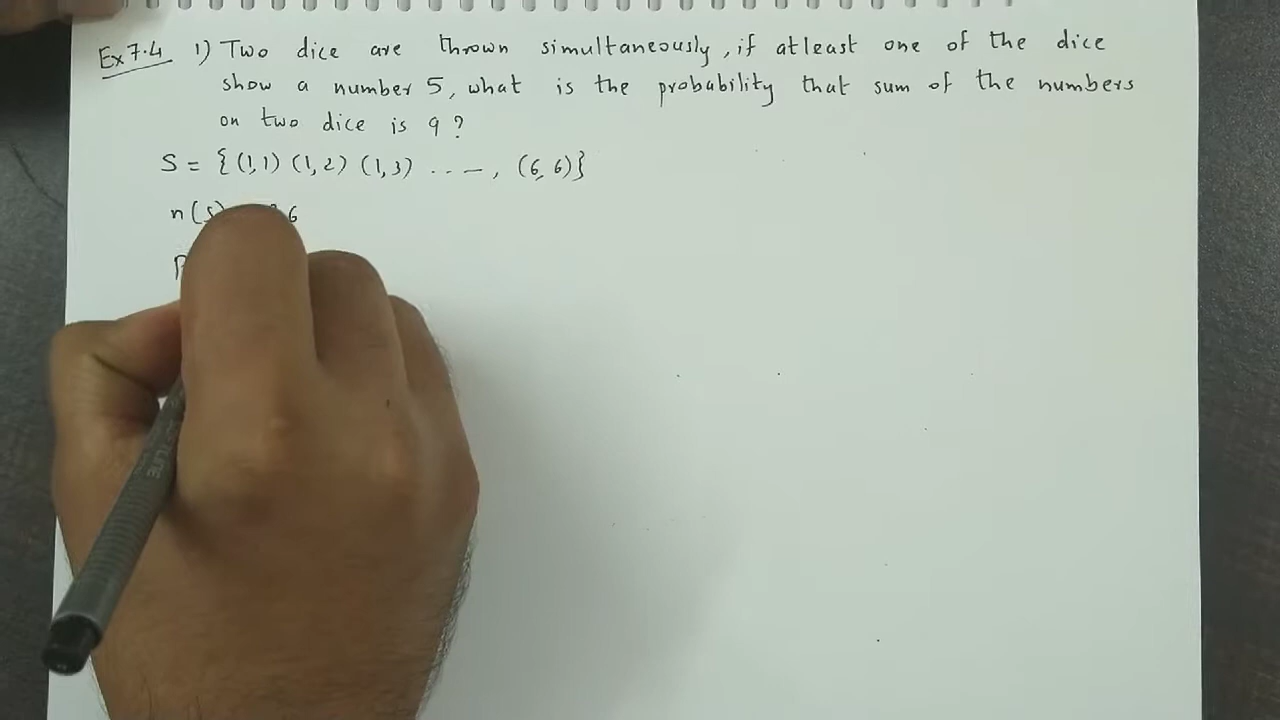 Ex 7.4 1) Two dice are thrown simultaneously, if atleast one of the dice
show a number 5, what is the probability that sum of the numbers
on two dice is 9?
S = {(1,1) (1,2) (1,3) ..—, (6,6)}
n(S) 6